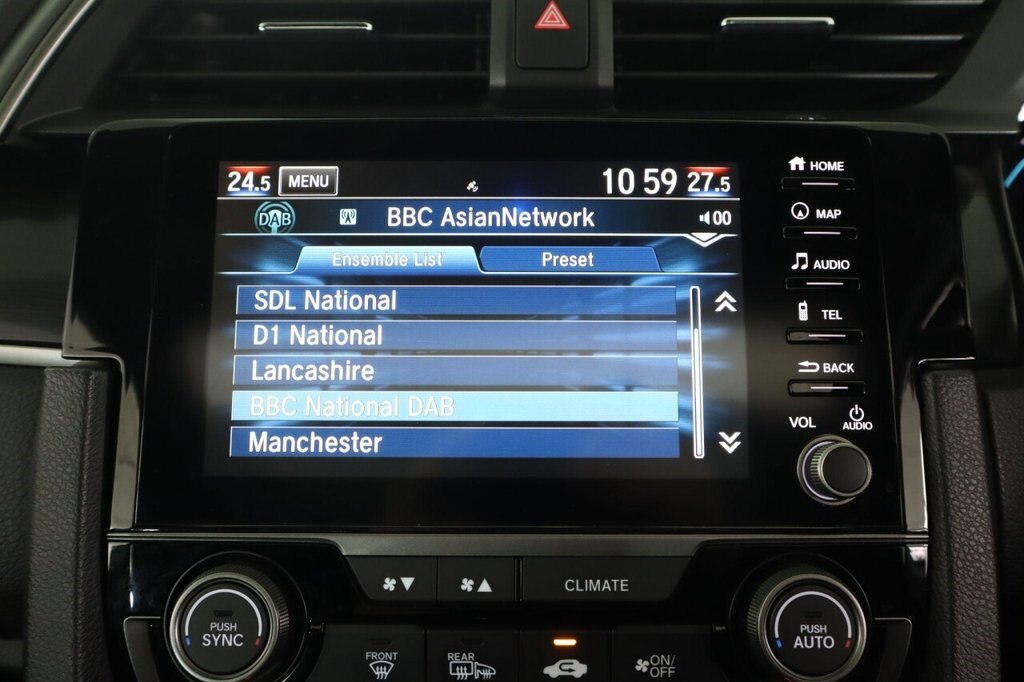 24.5 MENU 10 59 27.5
DAB BBC AsianNetwork 00
Ensemble List Preset
SDL National
D1 National
Lancashire
BBC National DAB
Manchester
HOME
MAP
AUDIO
TEL
BACK
VOL AUDIO
CLIMATE
PUSH SYNC
PUSH AUTO
FRONT REAR ON/OFF